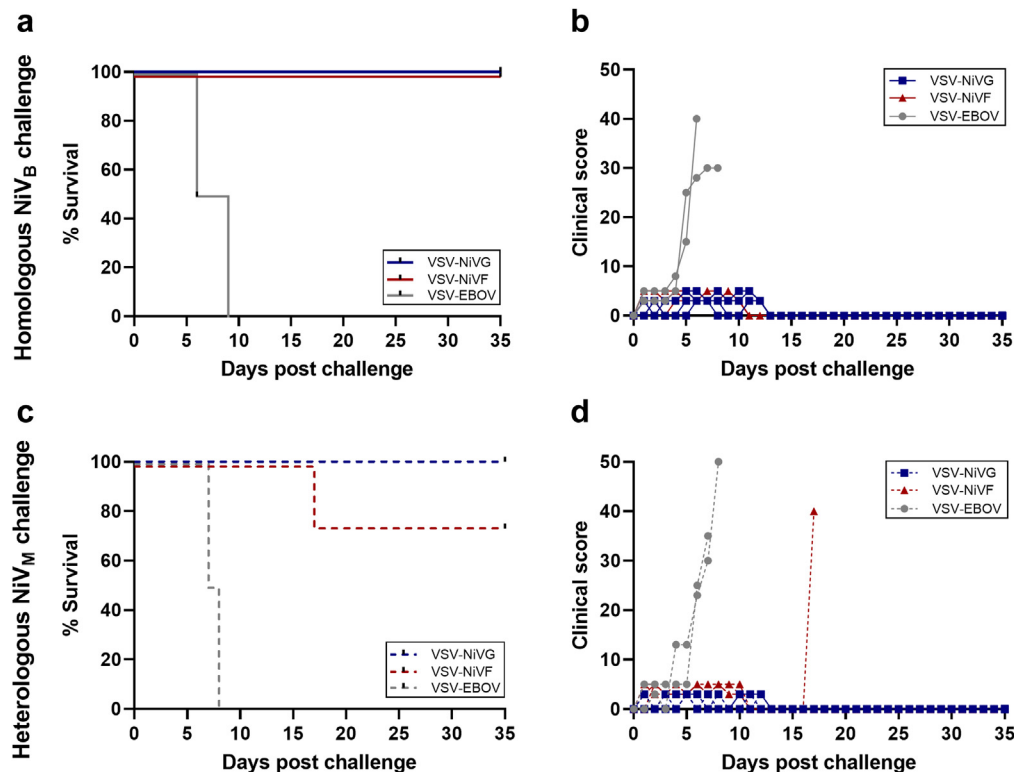 a
Homologous NiV_B challenge
% Survival
100
80
60
40
20
0
VSV-NiVG
VSV-NiVF
VSV-EBOV
0 5 10 15 20 25 30 35
Days post challenge
b
Clinical score
50
40
30
20
10
0
VSV-NiVG
VSV-NiVF
VSV-EBOV
0 5 10 15 20 25 30 35
Days post challenge
c
Heterologous NiV_M challenge
% Survival
100
80
60
40
20
0
VSV-NiVG
VSV-NiVF
VSV-EBOV
0 5 10 15 20 25 30 35
Days post challenge
d
Clinical score
50
40
30
20
10
0
VSV-NiVG
VSV-NiVF
VSV-EBOV
0 5 10 15 20 25 30 35
Days post challenge